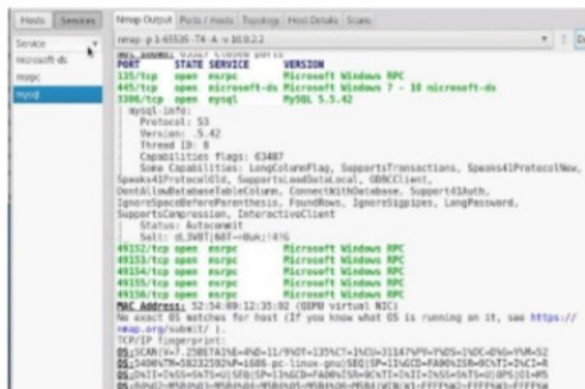 Hosts Services
Nmap Output Ports / Hosts Topology Host Details Scans
Service
microsoft-ds
msrpc
mysql
nmap -p 1-65535 -T4 -A -v 10.0.2.2
closed ports
PORT STATE SERVICE VERSION
135/tcp open msrpc Microsoft Windows RPC
445/tcp open microsoft-ds Microsoft Windows 7 - 10 microsoft-ds
3306/tcp open mysql MySQL 5.5.42
| mysql-info:
| Protocol: 53
| Version: .5.42
| Thread ID: 8
| Capabilities flags: 63487
| Some Capabilities: LongColumnFlag, SupportsTransactions, Speaks41ProtocolNew,
Speaks41ProtocolOld, SupportsLoadDataLocal, ODBCClient,
DontAllowDatabaseTableColumn, ConnectWithDatabase, Support41Auth,
IgnoreSpaceBeforeParenthesis, FoundRows, IgnoreSigpipes, LongPassword,
SupportsCompression, InteractiveClient
| Status: Autocommit
Salt:
49152/tcp open msrpc Microsoft Windows RPC
49153/tcp open msrpc Microsoft Windows RPC
49154/tcp open msrpc Microsoft Windows RPC
49155/tcp open msrpc Microsoft Windows RPC
49156/tcp open msrpc Microsoft Windows RPC
MAC Address: 52:54:00:12:35:02 (QEMU virtual NIC)
No exact OS matches for host (If you know what OS is running on it, see https://
nmap.org/submit/ ).
TCP/IP fingerprint: